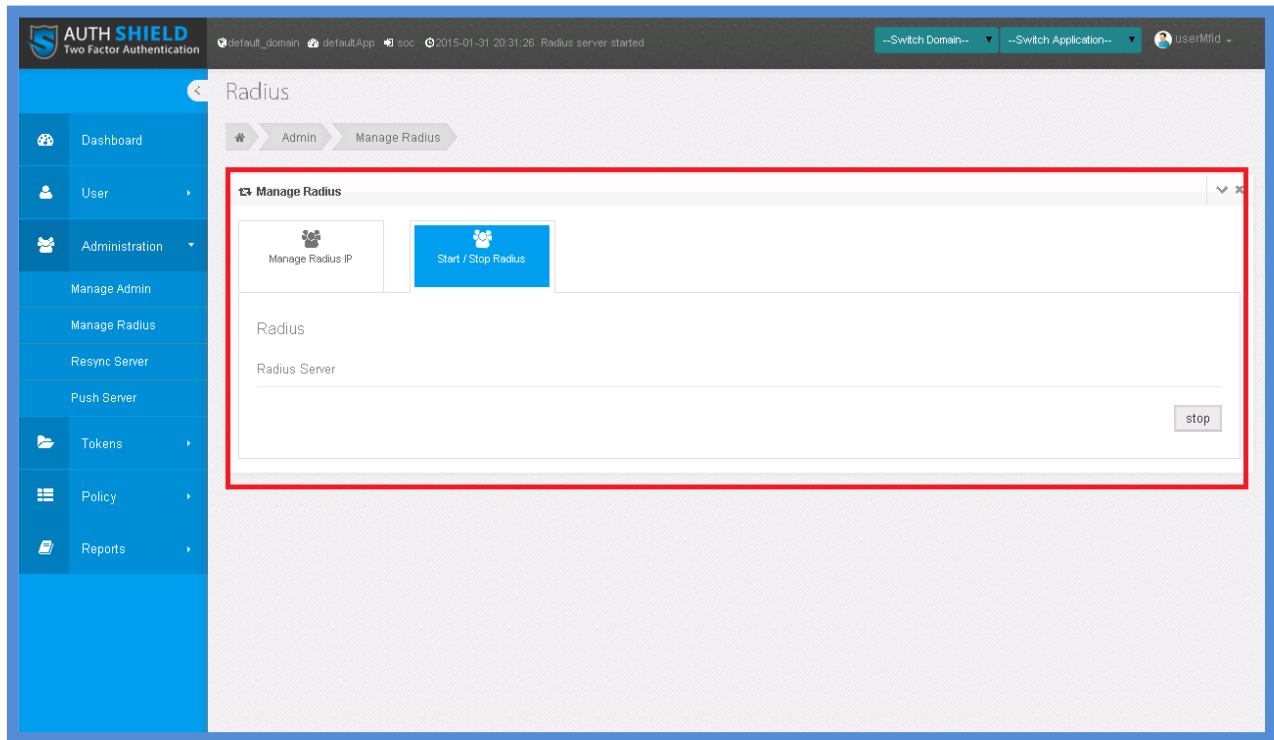 AUTH SHIELD
Two Factor Authentication
default_domain defaultApp soc 2015-01-31 20:31:26 Radius server started
--Switch Domain-- --Switch Application-- userMfid
Radius
Admin Manage Radius
Dashboard
User
Administration
Manage Admin
Manage Radius
Resync Server
Push Server
Tokens
Policy
Reports
Manage Radius
Manage Radius IP
Start / Stop Radius
Radius
Radius Server
stop